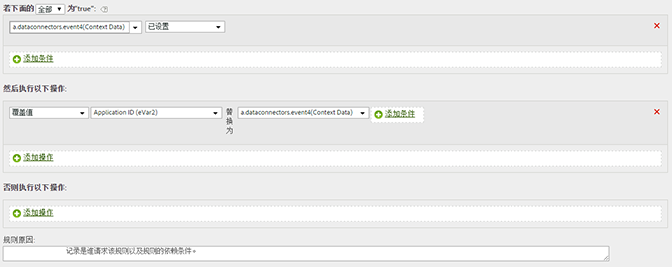 若下面的 全部 为"true":
a.dataconnectors.event4(Context Data) 已设置
添加条件
然后执行以下操作:
覆盖值 Application ID (eVar2) 替换为 a.dataconnectors.event4(Context Data) 添加条件
添加操作
否则执行以下操作:
添加操作
规则原因:
记录是谁请求该规则以及规则的依赖条件。